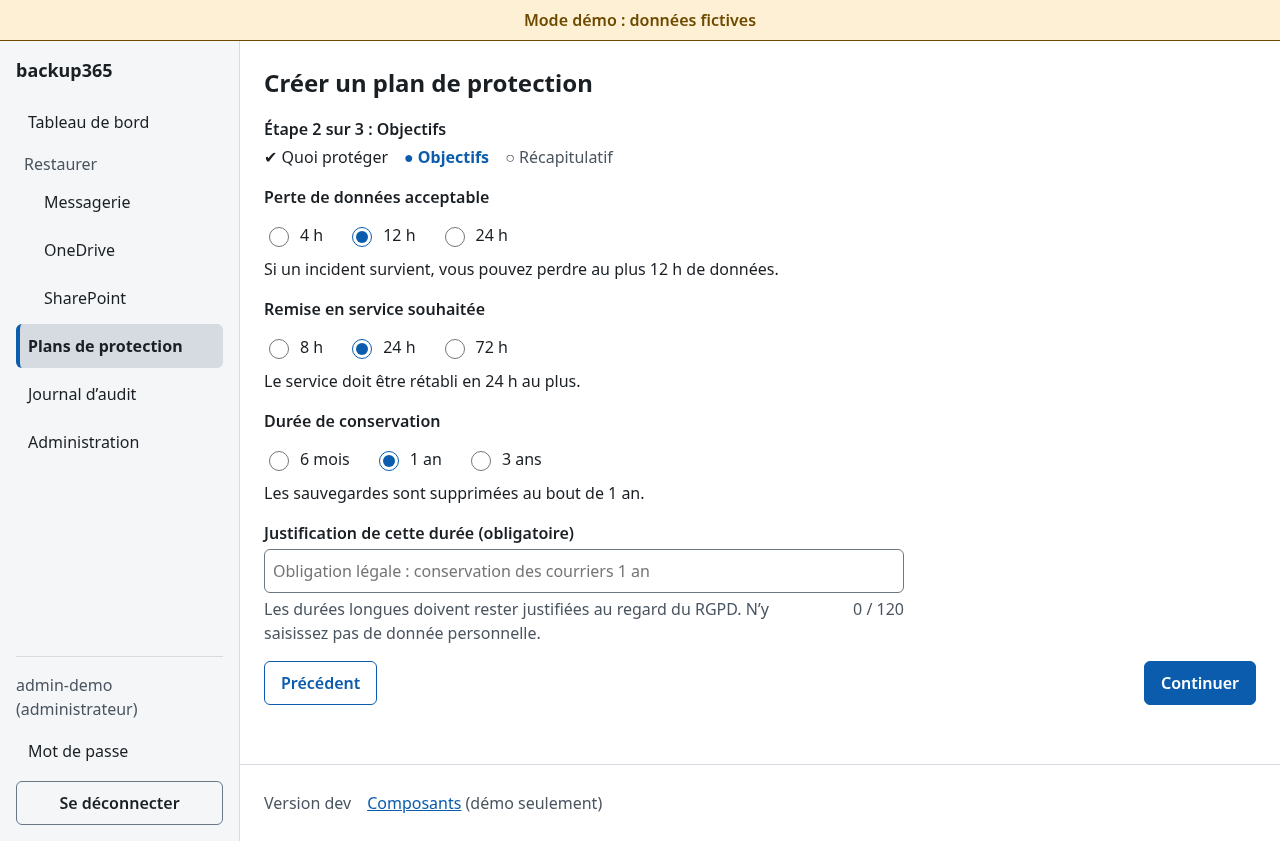 Mode démo : données fictives
backup365
Tableau de bord
Restaurer
Messagerie
OneDrive
SharePoint
Plans de protection
Journal d’audit
Administration
admin-demo
(administrateur)
Mot de passe
Se déconnecter
Créer un plan de protection
Étape 2 sur 3 : Objectifs
✔ Quoi protéger ● Objectifs ○ Récapitulatif
Perte de données acceptable
4 h 12 h 24 h
Si un incident survient, vous pouvez perdre au plus 12 h de données.
Remise en service souhaitée
8 h 24 h 72 h
Le service doit être rétabli en 24 h au plus.
Durée de conservation
6 mois 1 an 3 ans
Les sauvegardes sont supprimées au bout de 1 an.
Justification de cette durée (obligatoire)
Obligation légale : conservation des courriers 1 an
Les durées longues doivent rester justifiées au regard du RGPD. N’y 0 / 120
saisissez pas de donnée personnelle.
Précédent Continuer
Version dev Composants (démo seulement)